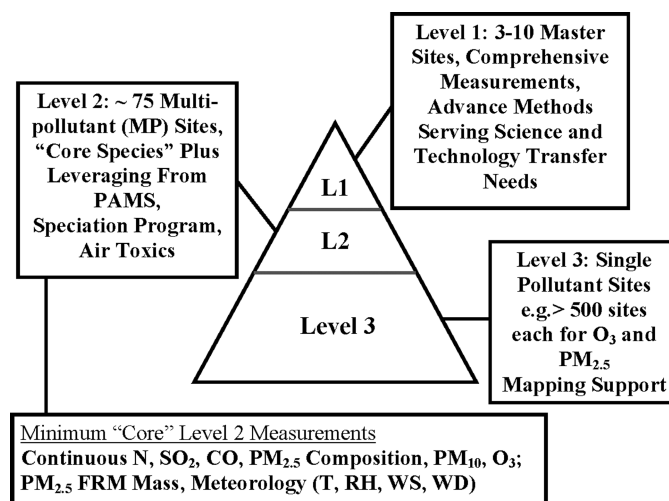 Level 1: 3-10 Master
Sites, Comprehensive
Measurements,
Advance Methods
Serving Science and
Technology Transfer
Needs
Level 2: ~ 75 Multi-
pollutant (MP) Sites,
“Core Species” Plus
Leveraging From
PAMS,
Speciation Program,
Air Toxics
L1
L2
Level 3
Level 3: Single
Pollutant Sites
e.g.> 500 sites
each for O₃ and
PM₂.₅
Mapping Support
Minimum “Core” Level 2 Measurements
Continuous N, SO₂, CO, PM₂.₅ Composition, PM₁₀, O₃;
PM₂.₅ FRM Mass, Meteorology (T, RH, WS, WD)